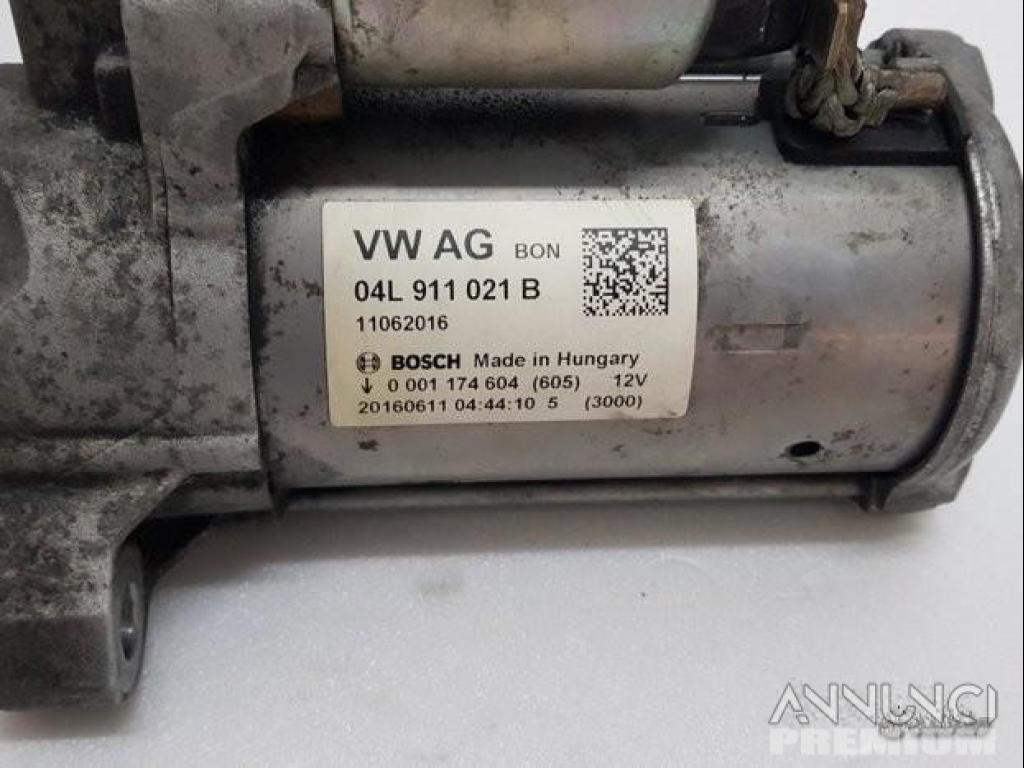 VW AG BON
04L 911 021 B
11062016
BOSCH Made in Hungary
0 001 174 604 (605) 12V
20160611 04:44:10 5 (3000)
ANNUNCI
PREMIUM